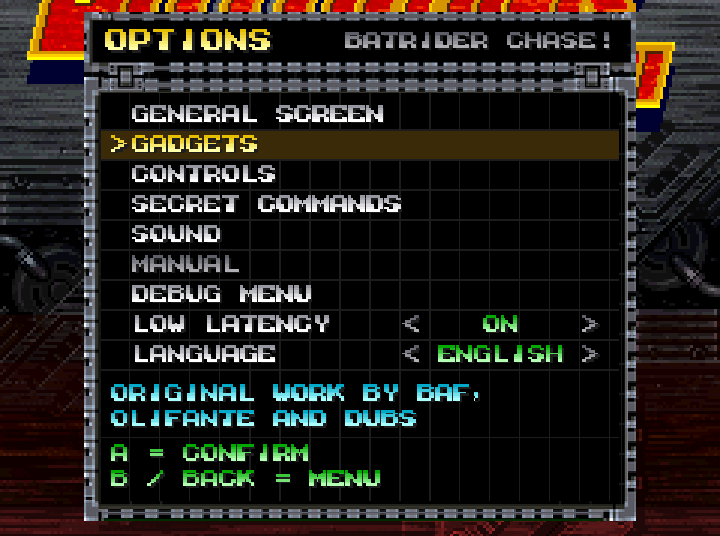 OPTIONS BATRIDER CHASE!
GENERAL SCREEN
>GADGETS
CONTROLS
SECRET COMMANDS
SOUND
MANUAL
DEBUG MENU
LOW LATENCY < ON >
LANGUAGE < ENGLISH >
ORIGINAL WORK BY BAF,
OLIFANTE AND DUBS
A = CONFIRM
B / BACK = MENU